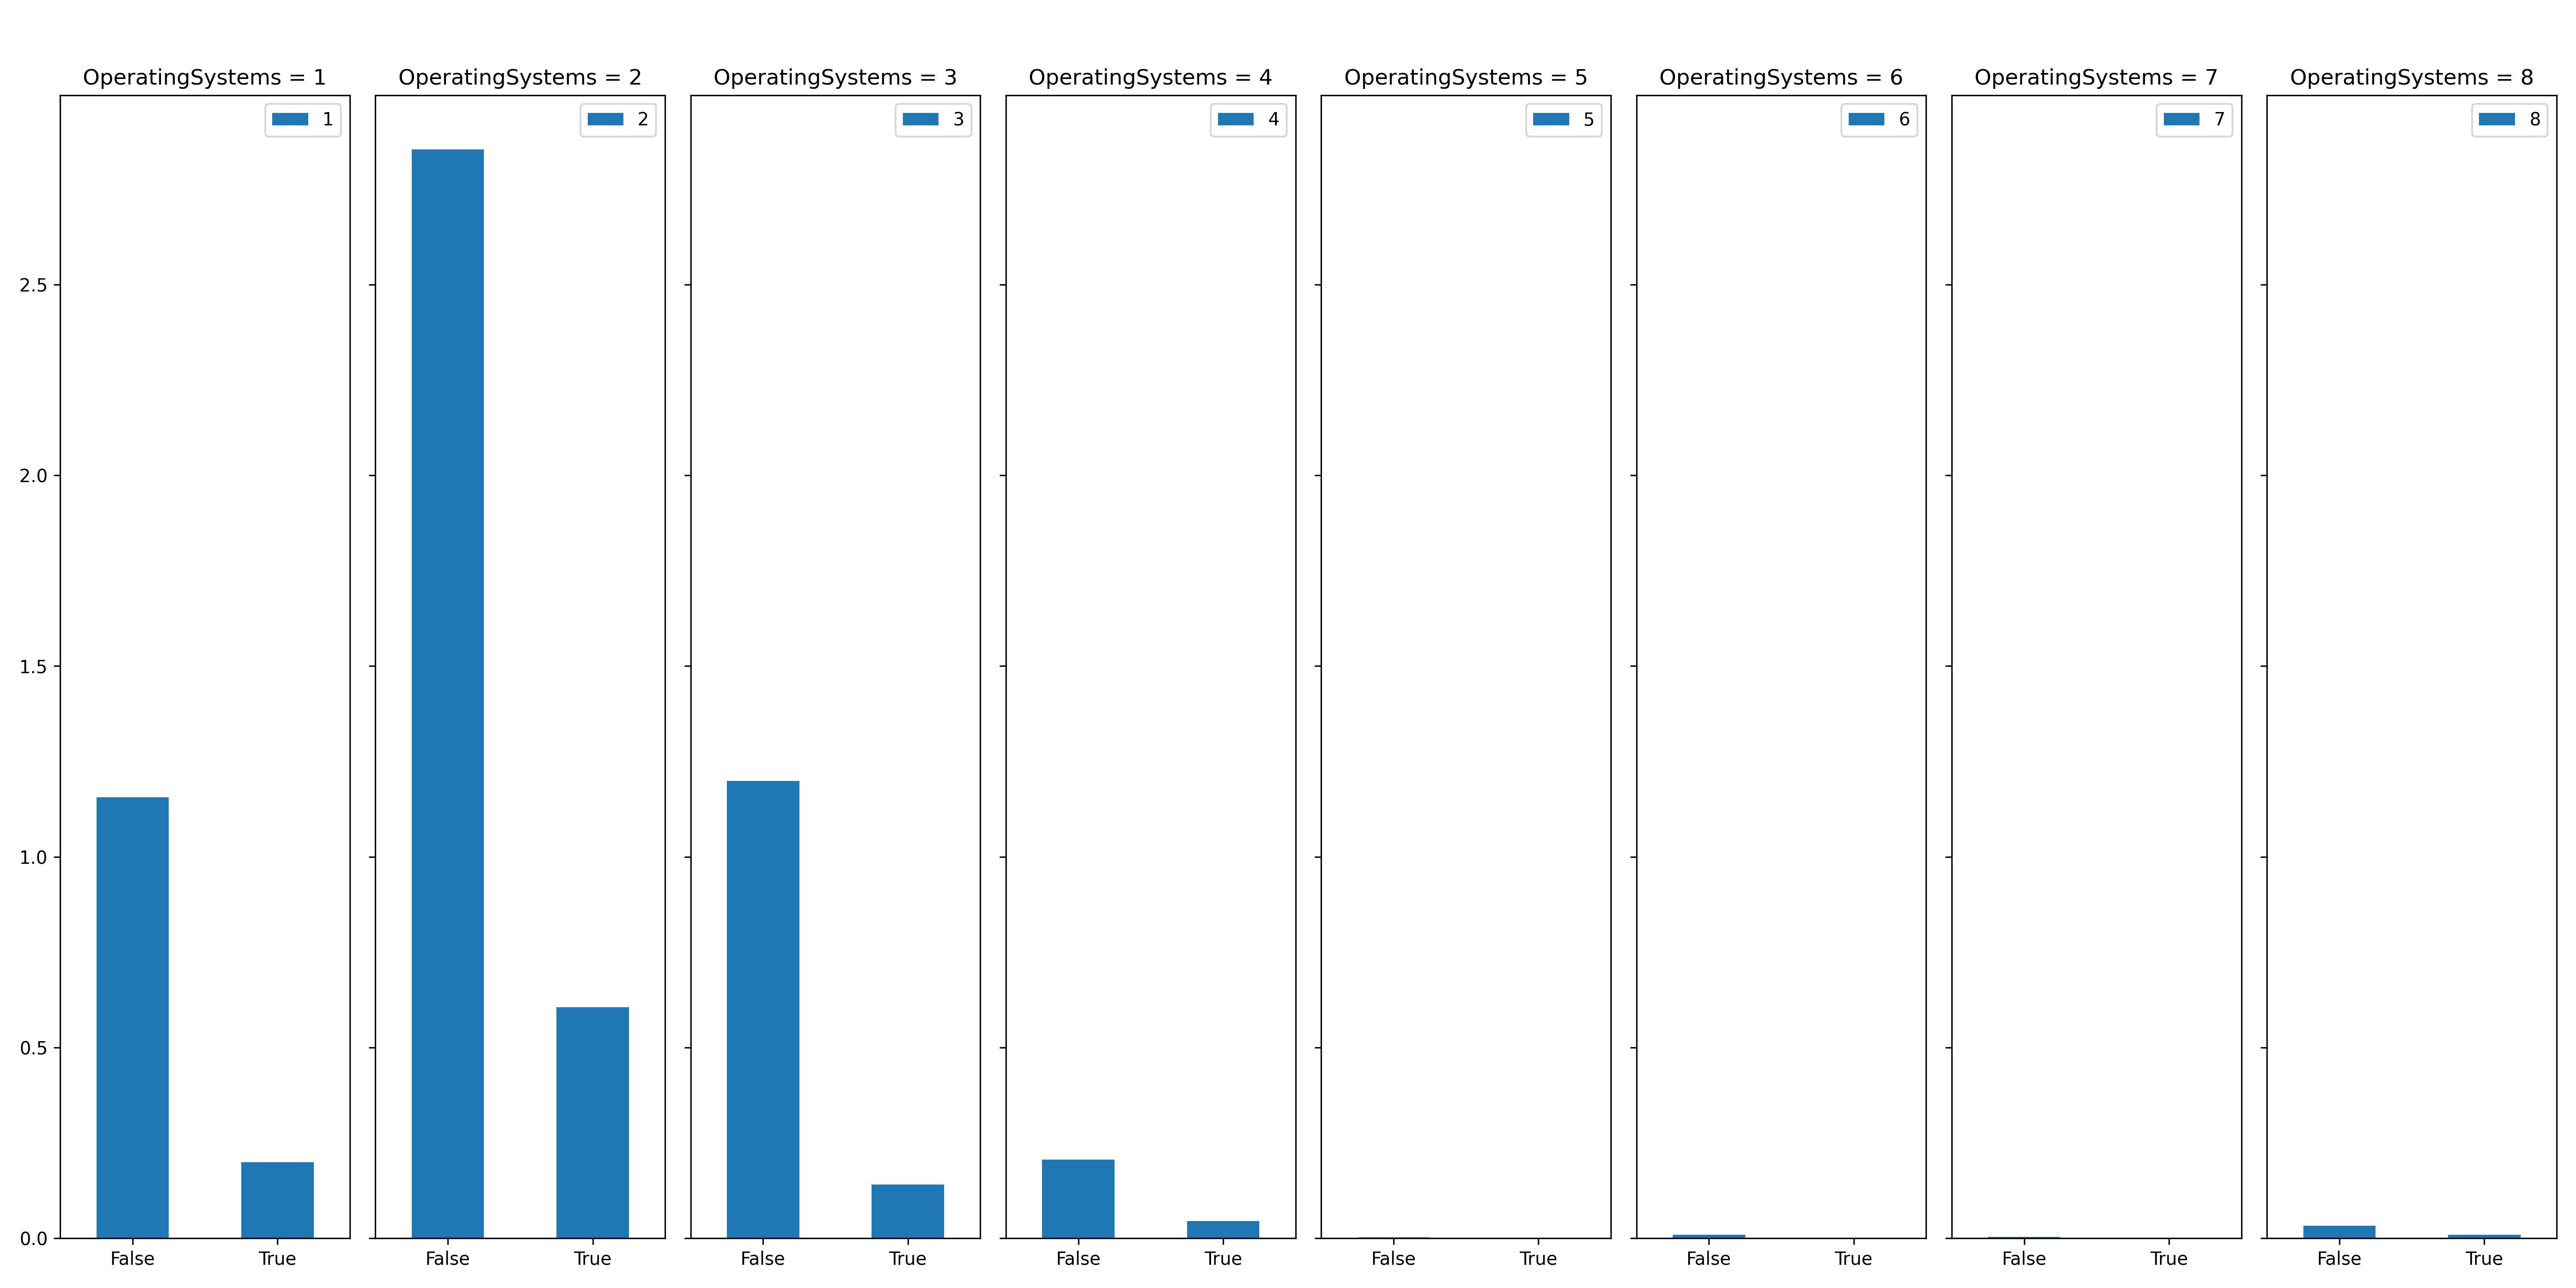 OperatingSystems = 1 OperatingSystems = 2 OperatingSystems = 3 OperatingSystems = 4 OperatingSystems = 5 OperatingSystems = 6 OperatingSystems = 7 OperatingSystems = 8
1 2 3 4 5 6 7 8
2.5
2.0
1.5
1.0
0.5
0.0
False True False True False True False True False True False True False True False True